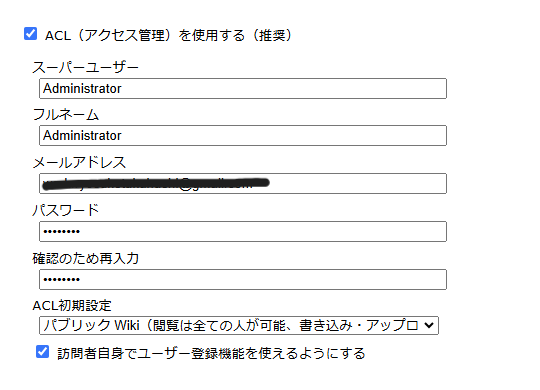 ACL（アクセス管理）を使用する（推奨）
スーパーユーザー
Administrator
フルネーム
Administrator
メールアドレス
パスワード
••••••••
確認のため再入力
••••••••
ACL初期設定
パブリック Wiki（閲覧は全ての人が可能、書き込み・アップロ
訪問者自身でユーザー登録機能を使えるようにする